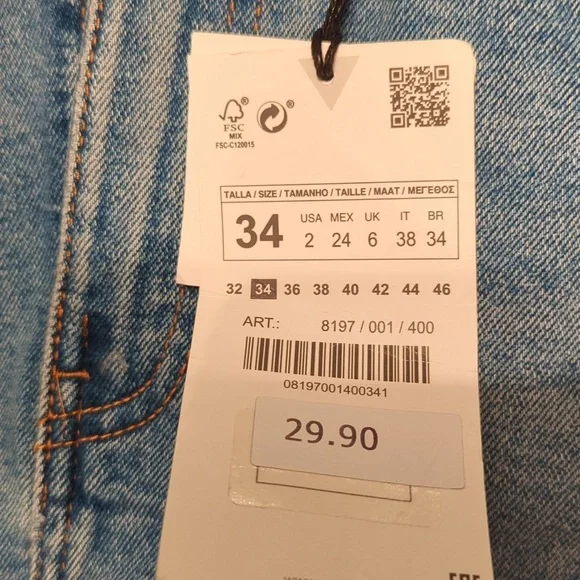 ®
®
FSC
MIX
FSC-C120015
TALLA / SIZE / TAMANHO / TAILLE / MAAT / ΜΕΓΕΘΟΣ
34 USA MEX UK IT BR
2 24 6 38 34
32 34 36 38 40 42 44 46
ART.: 8197 / 001 / 400
08197001400341
29.90